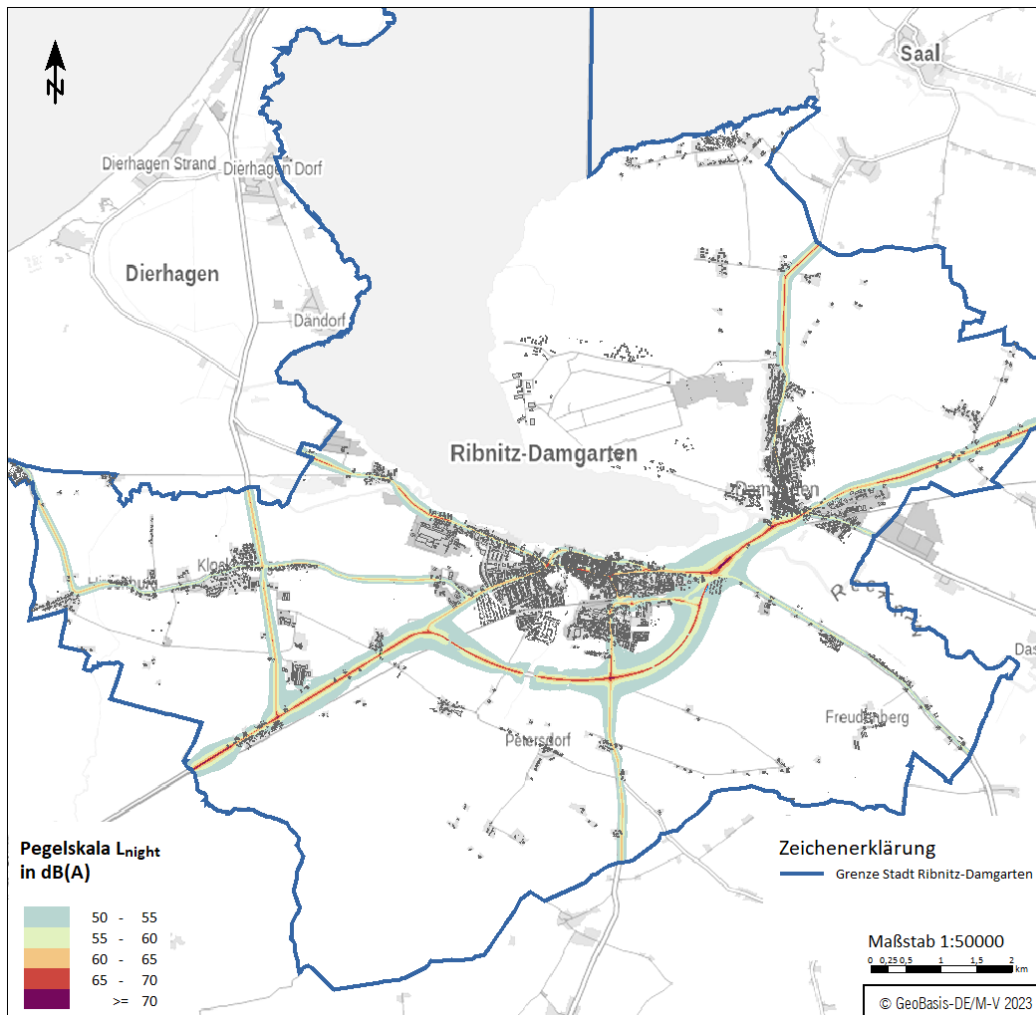 N
Saal
Dierhagen Strand
Dierhagen Dorf
Dierhagen
Dändorf
Ribnitz-Damgarten
Freudenberg
Petersdorf
Pegelskala Lnight
in dB(A)
50 - 55
55 - 60
60 - 65
65 - 70
>= 70
Zeichenerklärung
Grenze Stadt Ribnitz-Damgarten
Maßstab 1:50000
0 0,25 0,5 1 1,5 2
km
© GeoBasis-DE/M-V 2023